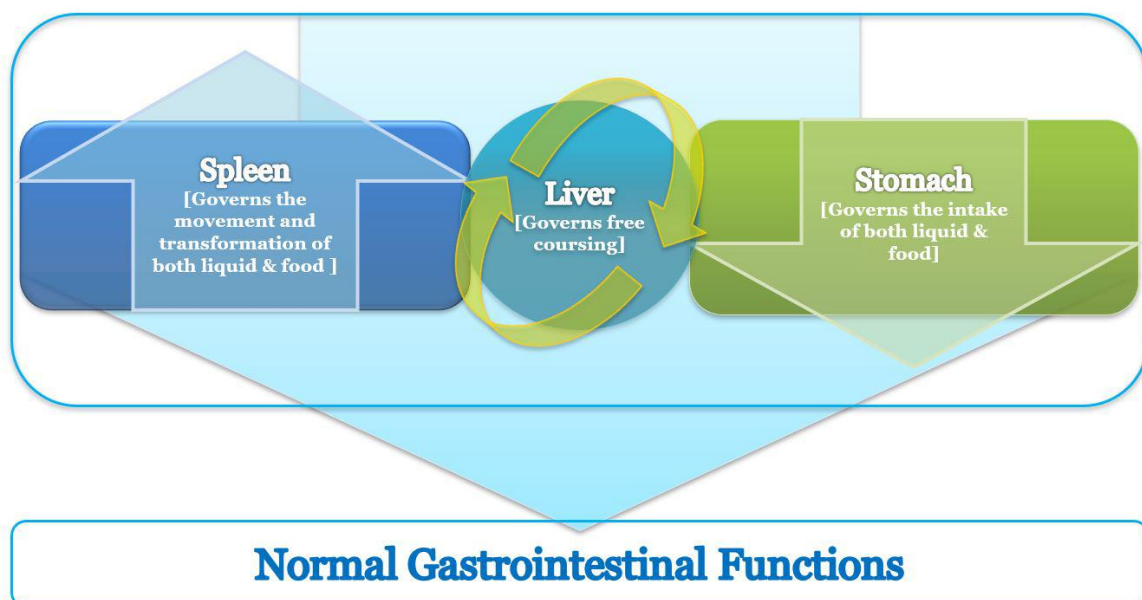 Spleen
[Governs the
movement and
transformation of
both liquid & food ]
Liver
[Governs free
coursing]
Stomach
[Governs the intake
of both liquid &
food]
Normal Gastrointestinal Functions